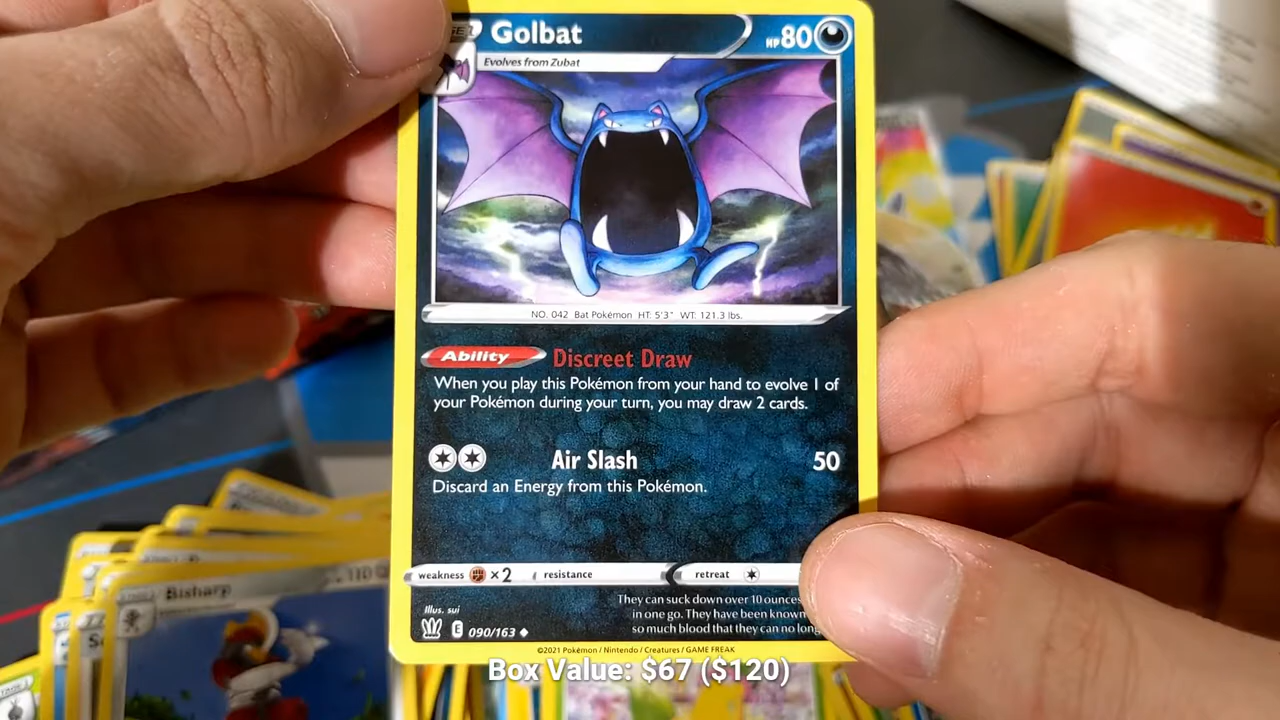 Golbat
HP 80
Evolves from Zubat
NO. 042 Bat Pokémon HT: 5'3" WT: 121.3 lbs.
Ability Discreet Draw
When you play this Pokémon from your hand to evolve 1 of
your Pokémon during your turn, you may draw 2 cards.
Air Slash 50
Discard an Energy from this Pokémon.
weakness ×2 resistance retreat
They can suck down over 10 ounces
in one go. They have been known
so much blood that they can no
Illus. sui
E 090/163
©2021 Pokémon / Nintendo / Creatures / GAME FREAK
Bisharp 110
Box Value: $67 ($120)